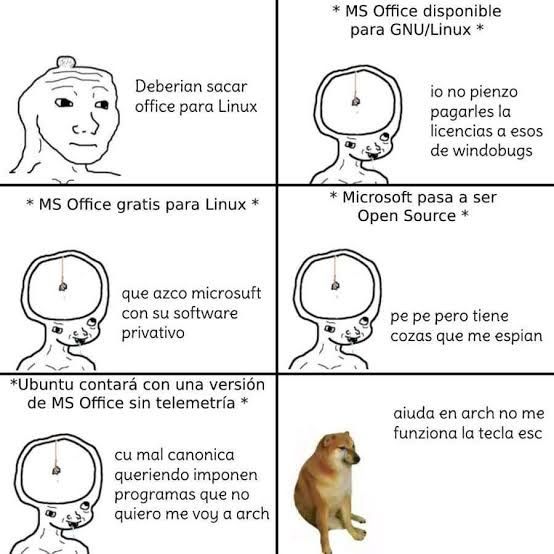 Deberian sacar
office para Linux
* MS Office disponible
para GNU/Linux *
io no pienzo
pagarles la
licencias a esos
de windobugs
* MS Office gratis para Linux *
que azco microsuft
con su software
privativo
* Microsoft pasa a ser
Open Source *
pe pe pero tiene
cozas que me espian
*Ubuntu contará con una versión
de MS Office sin telemetría *
cu mal canonica
queriendo imponen
programas que no
quiero me voy a arch
aiuda en arch no me
funziona la tecla esc